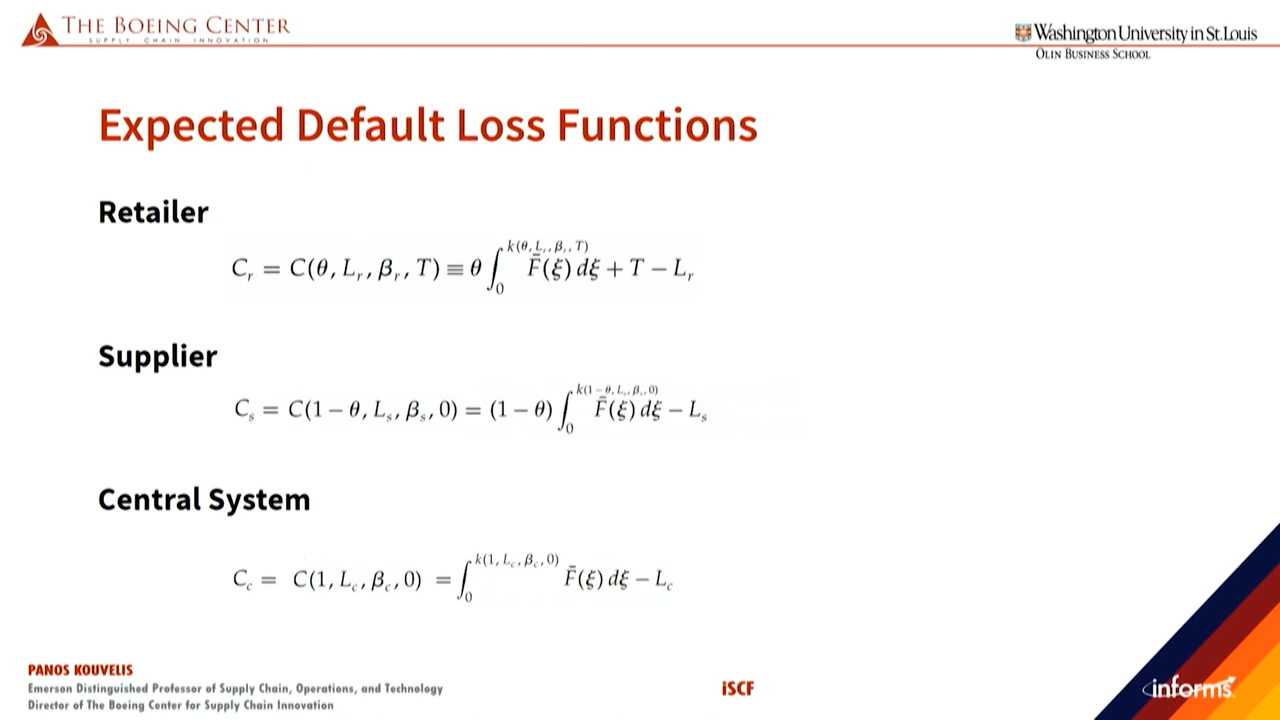 THE BOEING CENTER
SUPPLY CHAIN INNOVATION
Washington University in St. Louis
OLIN BUSINESS SCHOOL
Expected Default Loss Functions
Retailer
C_r = C(θ, L_r, β_r, T) ≡ θ ∫_0^{k(θ, L_r, β_r, T)} F̄(ξ) dξ + T − L_r
Supplier
C_s = C(1 − θ, L_s, β_s, 0) = (1 − θ) ∫_0^{k(1 − θ, L_s, β_s, 0)} F̄(ξ) dξ − L_s
Central System
C_c = C(1, L_c, β_c, 0) = ∫_0^{k(1, L_c, β_c, 0)} F̄(ξ) dξ − L_c
PANOS KOUVELIS
Emerson Distinguished Professor of Supply Chain, Operations, and Technology
Director of The Boeing Center for Supply Chain Innovation
iSCF
informs